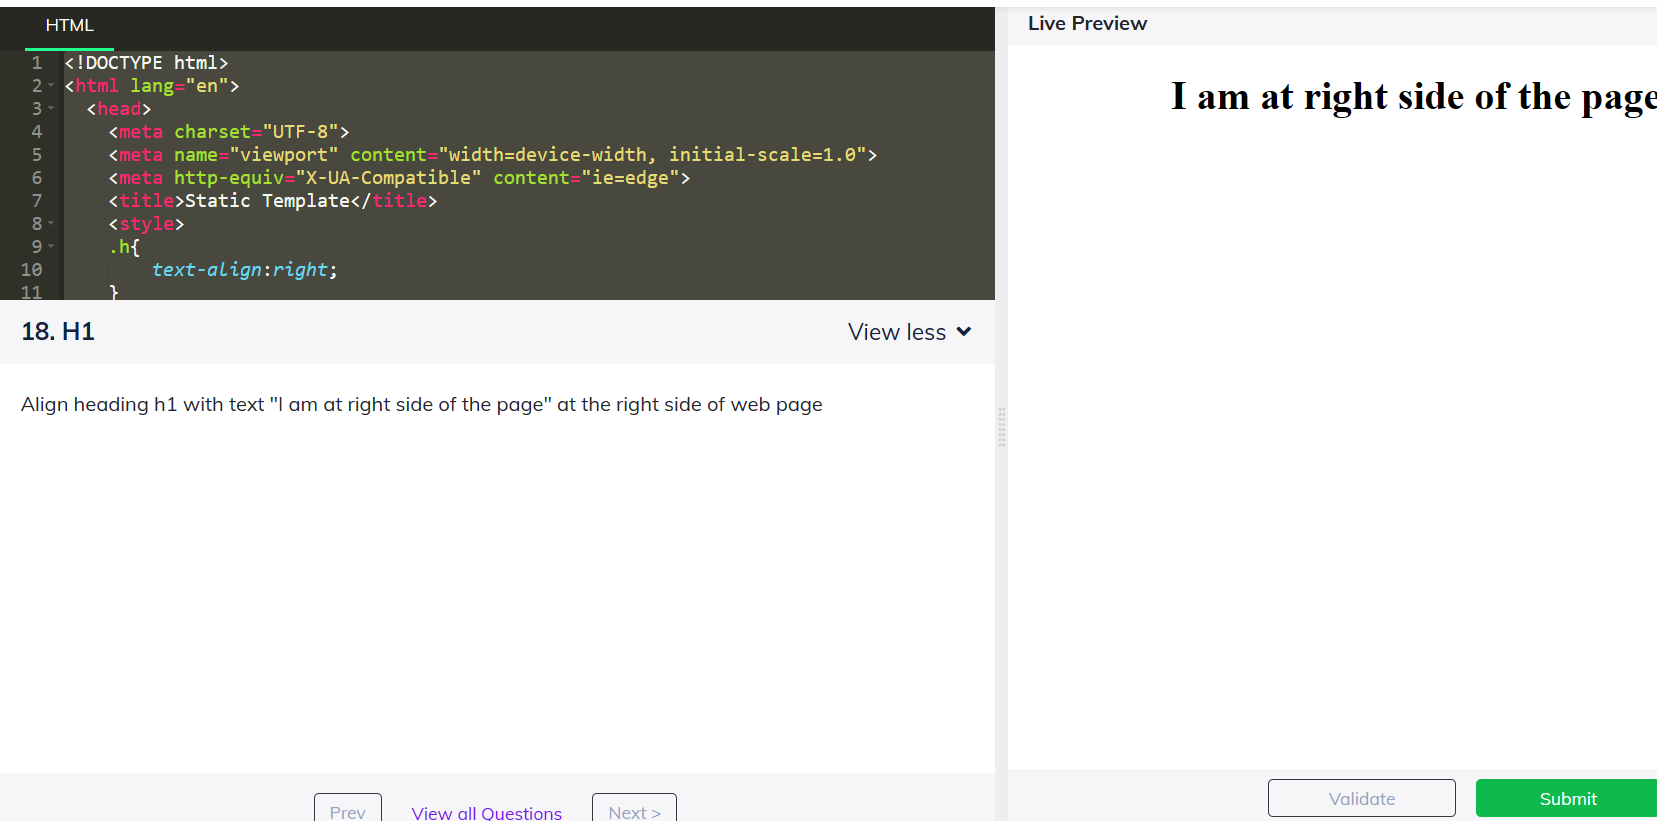 HTML
1 <!DOCTYPE html>
2 <html lang="en">
3 <head>
4 <meta charset="UTF-8">
5 <meta name="viewport" content="width=device-width, initial-scale=1.0">
6 <meta http-equiv="X-UA-Compatible" content="ie=edge">
7 <title>Static Template</title>
8 <style>
9 .h{
10 text-align:right;
11 }
18. H1
View less
Align heading h1 with text "I am at right side of the page" at the right side of web page
Prev
View all Questions
Next >
Live Preview
I am at right side of the page
Validate
Submit